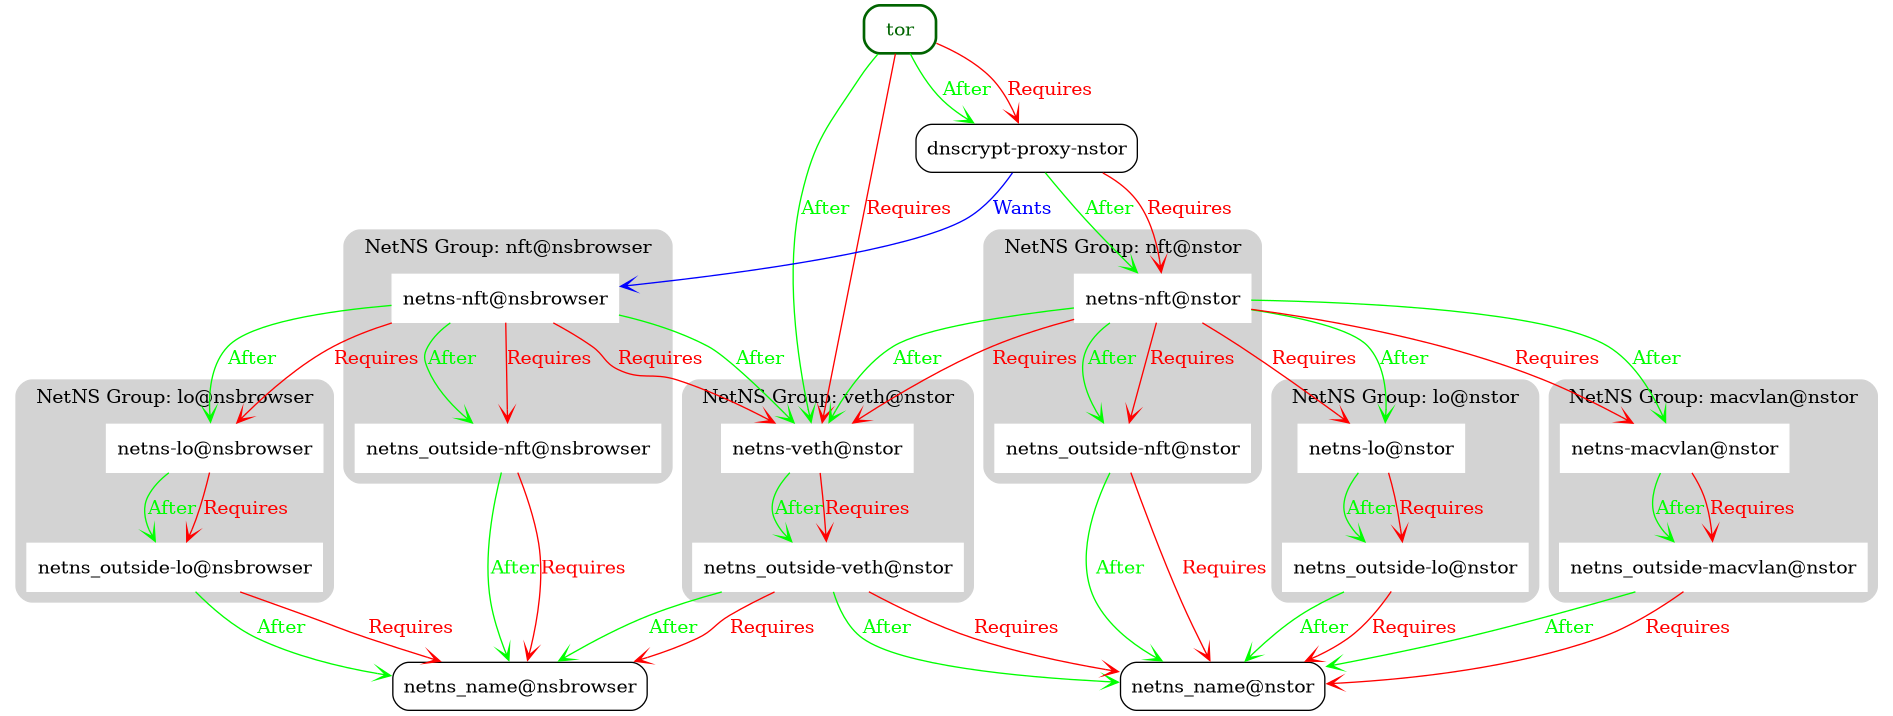 tor
After
Requires
dnscrypt-proxy-nstor
After
Requires
Wants
After
Requires
NetNS Group: nft@nsbrowser
NetNS Group: nft@nstor
netns-nft@nsbrowser
netns-nft@nstor
After
Requires
After
Requires
Requires
After
After
Requires
After
Requires
Requires
After
Requires
After
NetNS Group: lo@nsbrowser
NetNS Group: veth@nstor
NetNS Group: lo@nstor
NetNS Group: macvlan@nstor
netns-lo@nsbrowser
netns_outside-nft@nsbrowser
netns-veth@nstor
netns_outside-nft@nstor
netns-lo@nstor
netns-macvlan@nstor
After
Requires
After
Requires
After
Requires
After
Requires
netns_outside-lo@nsbrowser
After
Requires
netns_outside-veth@nstor
After
Requires
netns_outside-lo@nstor
netns_outside-macvlan@nstor
After
Requires
After
Requires
After
Requires
After
Requires
After
Requires
netns_name@nsbrowser
netns_name@nstor